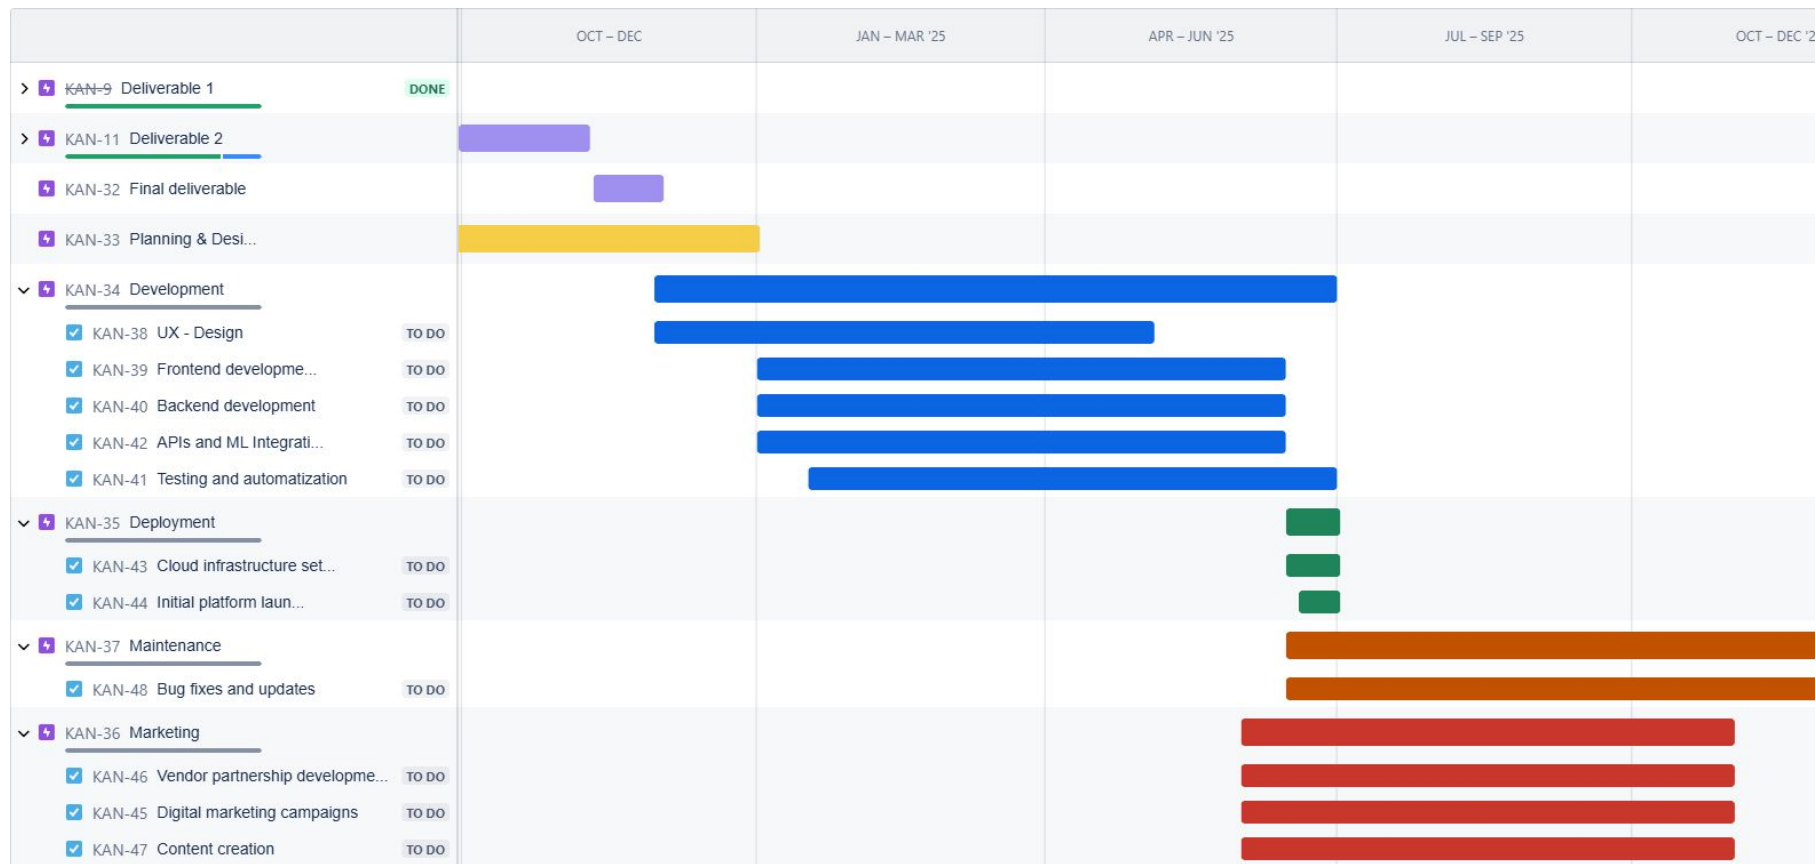 OCT – DEC
JAN – MAR '25
APR – JUN '25
JUL – SEP '25
OCT – DEC '2
KAN-9 Deliverable 1 DONE
KAN-11 Deliverable 2
KAN-32 Final deliverable
KAN-33 Planning & Desi...
KAN-34 Development
KAN-38 UX - Design TO DO
KAN-39 Frontend developme... TO DO
KAN-40 Backend development TO DO
KAN-42 APIs and ML Integrati... TO DO
KAN-41 Testing and automatization TO DO
KAN-35 Deployment
KAN-43 Cloud infrastructure set... TO DO
KAN-44 Initial platform laun... TO DO
KAN-37 Maintenance
KAN-48 Bug fixes and updates TO DO
KAN-36 Marketing
KAN-46 Vendor partnership developme... TO DO
KAN-45 Digital marketing campaigns TO DO
KAN-47 Content creation TO DO